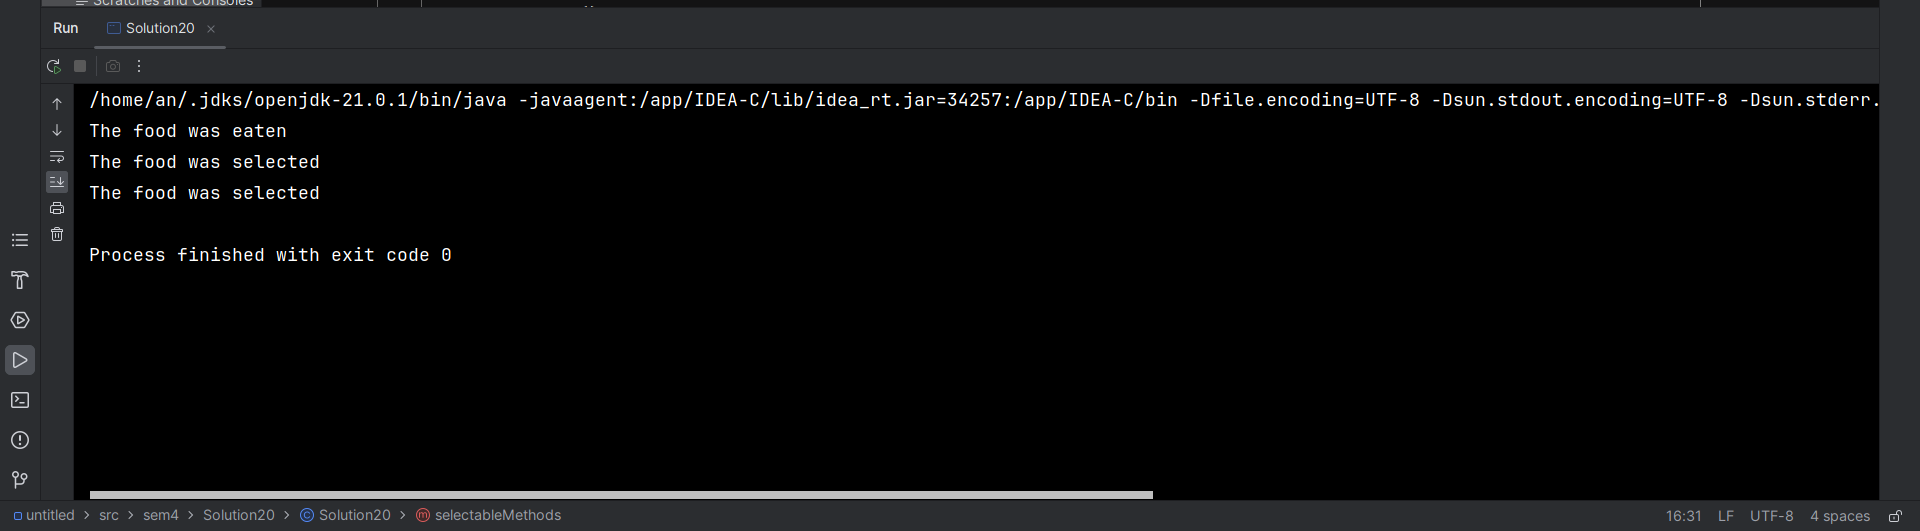 Scratches and Consoles
Run Solution20
/home/an/.jdks/openjdk-21.0.1/bin/java -javaagent:/app/IDEA-C/lib/idea_rt.jar=34257:/app/IDEA-C/bin -Dfile.encoding=UTF-8 -Dsun.stdout.encoding=UTF-8 -Dsun.stderr.
The food was eaten
The food was selected
The food was selected
Process finished with exit code 0
untitled > src > sem4 > Solution20 > Solution20 > selectableMethods 16:31 LF UTF-8 4 spaces